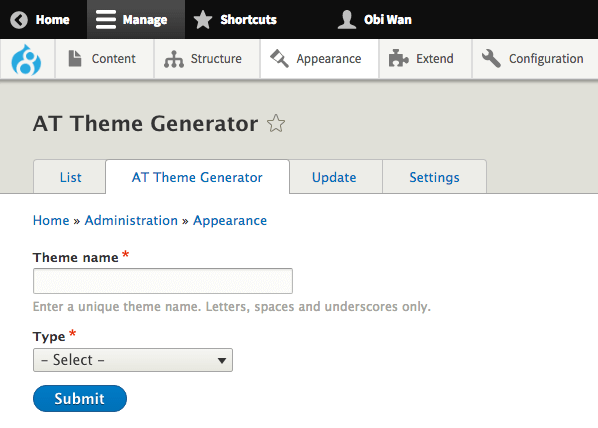 Home Manage Shortcuts Obi Wan
Content Structure Appearance Extend Configuration
AT Theme Generator
List AT Theme Generator Update Settings
Home » Administration » Appearance
Theme name *
Enter a unique theme name. Letters, spaces and underscores only.
Type *
– Select –
Submit